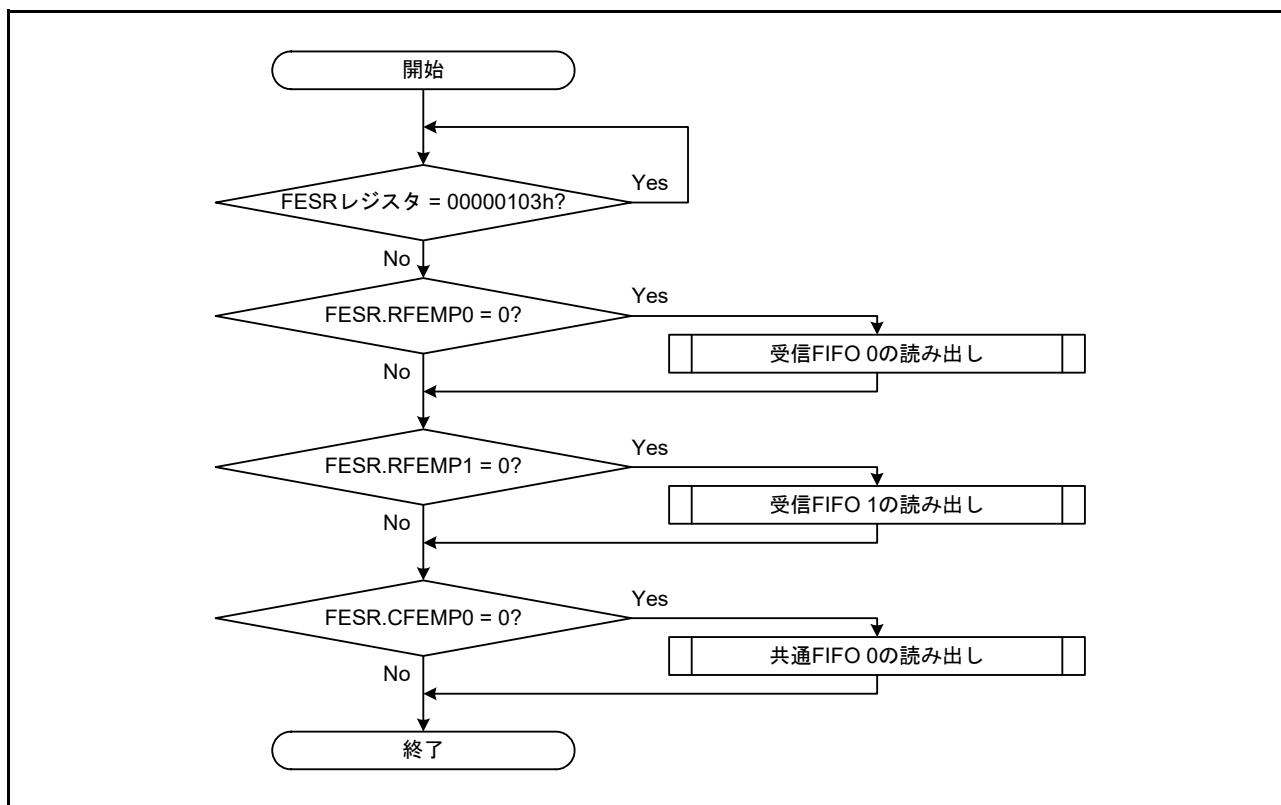 開始
FESRレジスタ = 00000103h?
Yes
No
FESR.RFEMP0 = 0?
Yes
受信FIFO 0の読み出し
No
FESR.RFEMP1 = 0?
Yes
受信FIFO 1の読み出し
No
FESR.CFEMP0 = 0?
Yes
共通FIFO 0の読み出し
No
終了